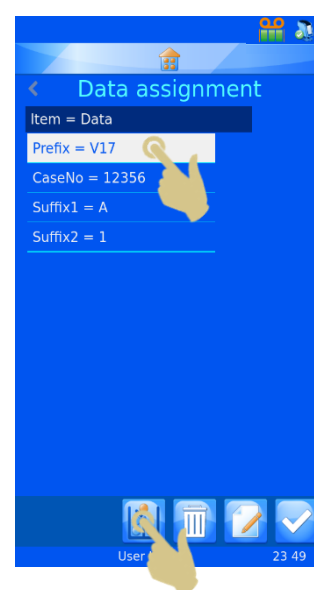 Data assignment
Item = Data
Prefix = V17
CaseNo = 12356
Suffix1 = A
Suffix2 = 1
User
23 49